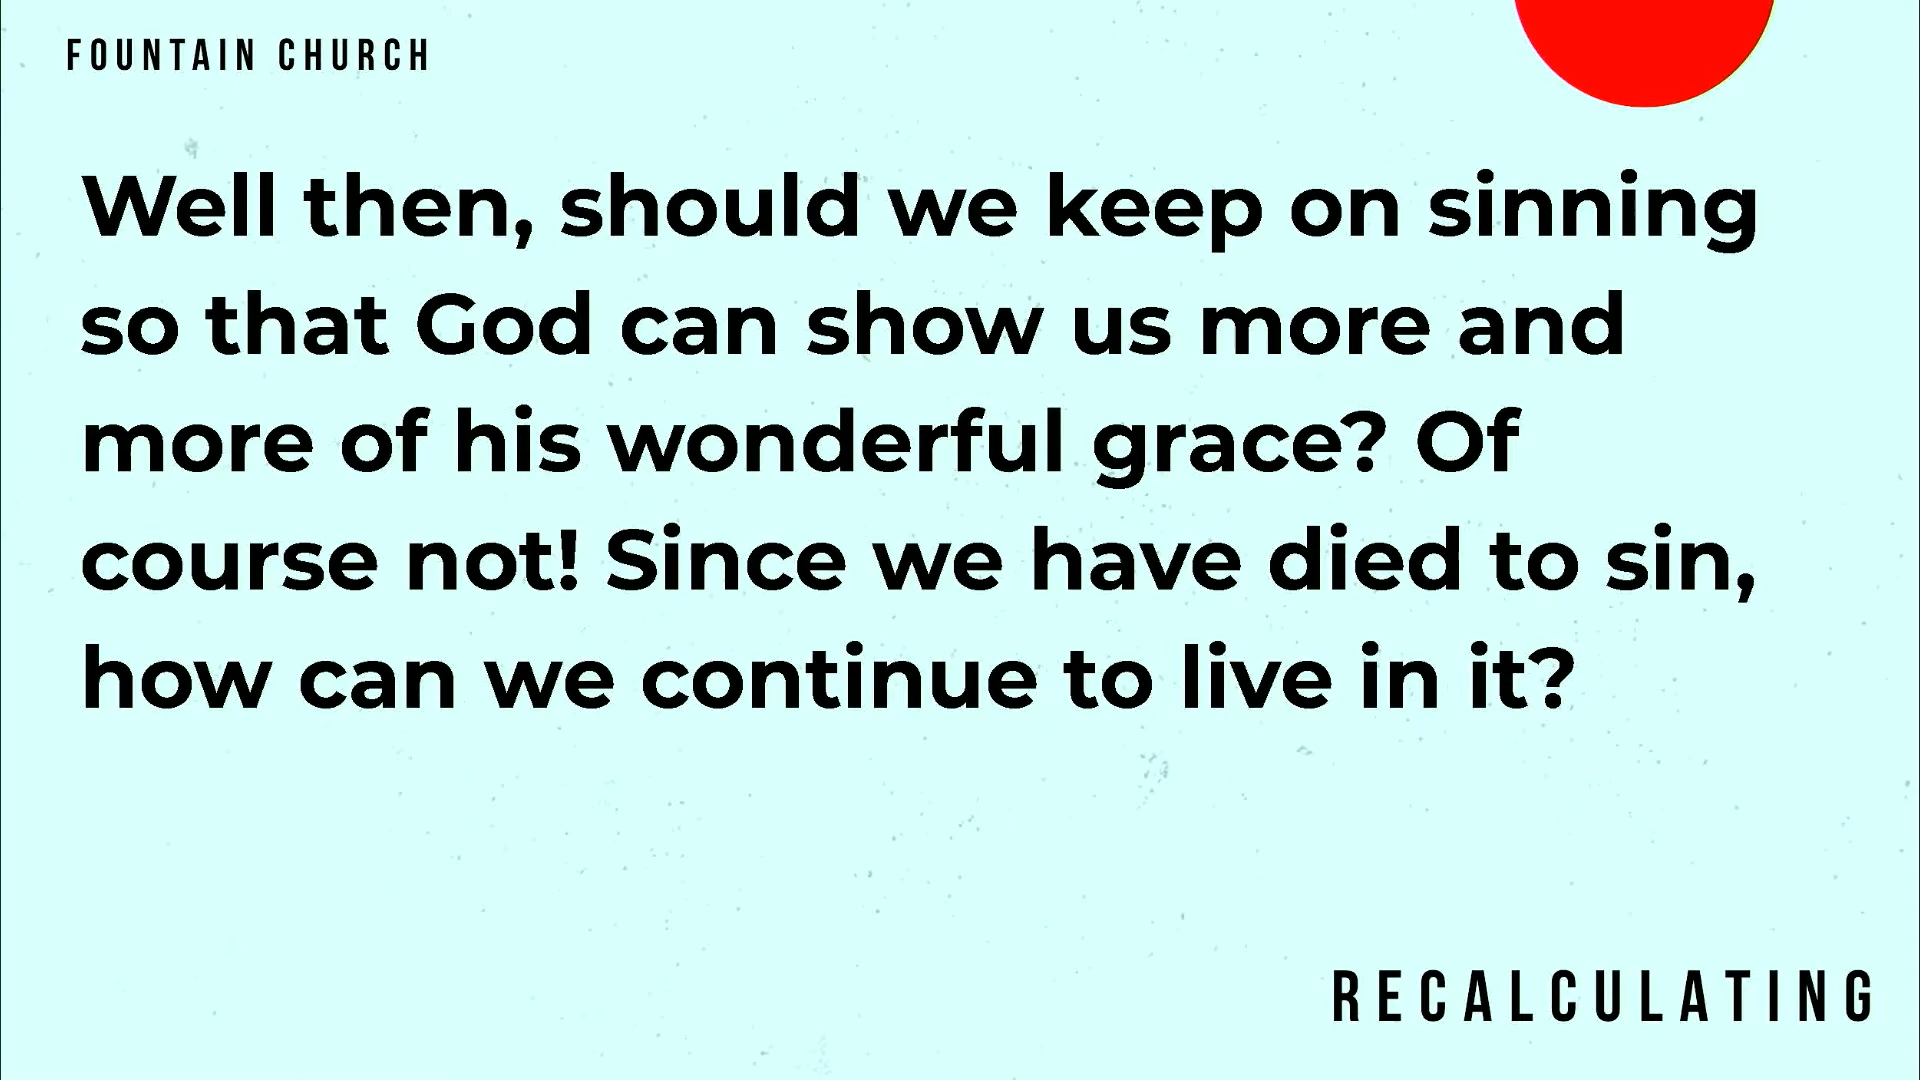 FOUNTAIN CHURCH
Well then, should we keep on sinning
so that God can show us more and
more of his wonderful grace? Of
course not! Since we have died to sin,
how can we continue to live in it?
RECALCULATING